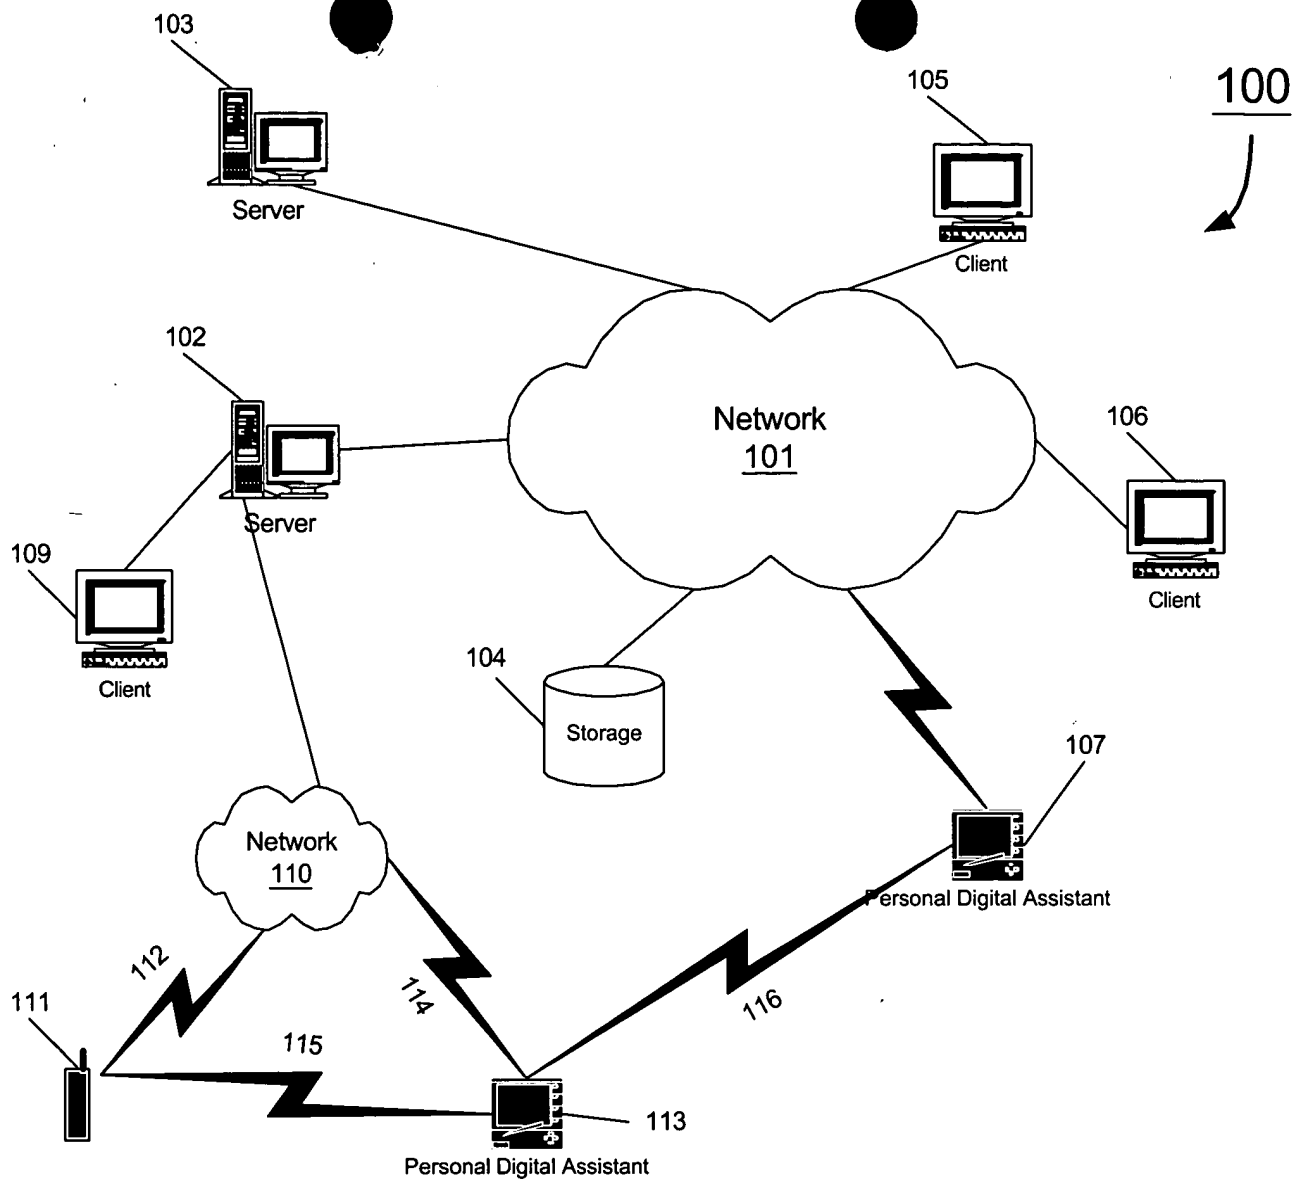 103
105
100
Server
Client
102
106
Network
101
Server
109
Client
104
Client
Storage
107
Network
110
Personal Digital Assistant
112
114
116
111
115
113
Personal Digital Assistant